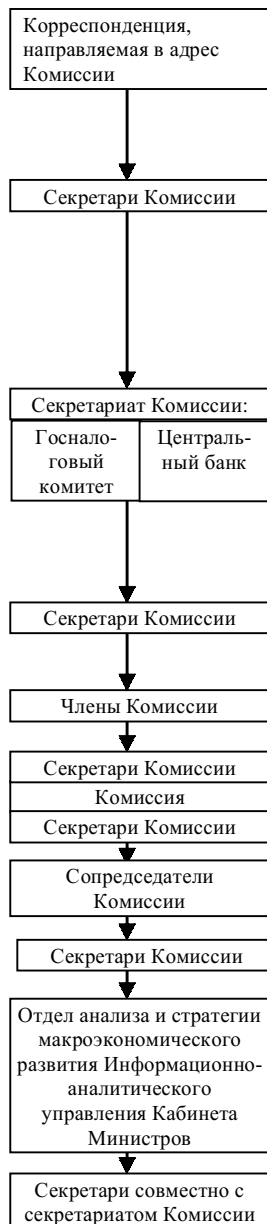 Корреспонденция,
направляемая в адрес
Комиссии
Секретари Комиссии
Секретариат Комиссии:
Госнало-
говый
комитет
Централь-
ный банк
Секретари Комиссии
Члены Комиссии
Секретари Комиссии
Комиссия
Секретари Комиссии
Сопредседатели
Комиссии
Секретари Комиссии
Отдел анализа и стратегии
макроэкономического
развития Информационно-
аналитического
управления Кабинета
Министров
Секретари совместно с
секретариатом Комиссии